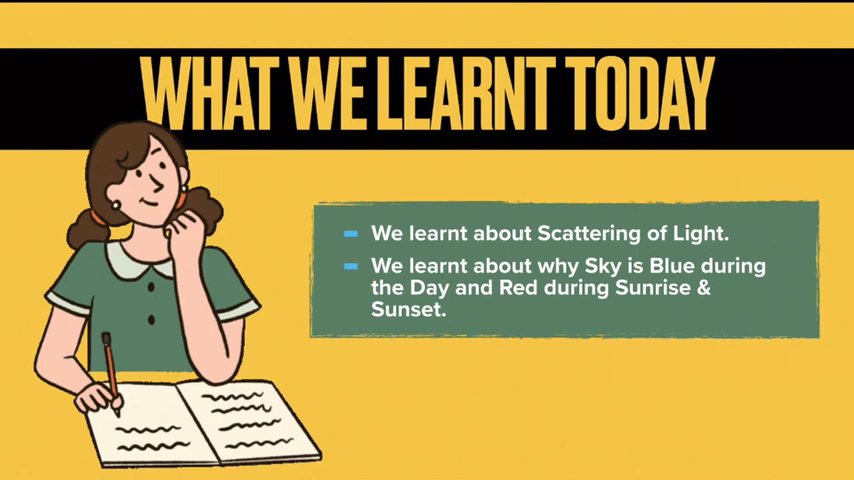 WHAT WE LEARNT TODAY
We learnt about Scattering of Light.
We learnt about why Sky is Blue during
the Day and Red during Sunrise &
Sunset.